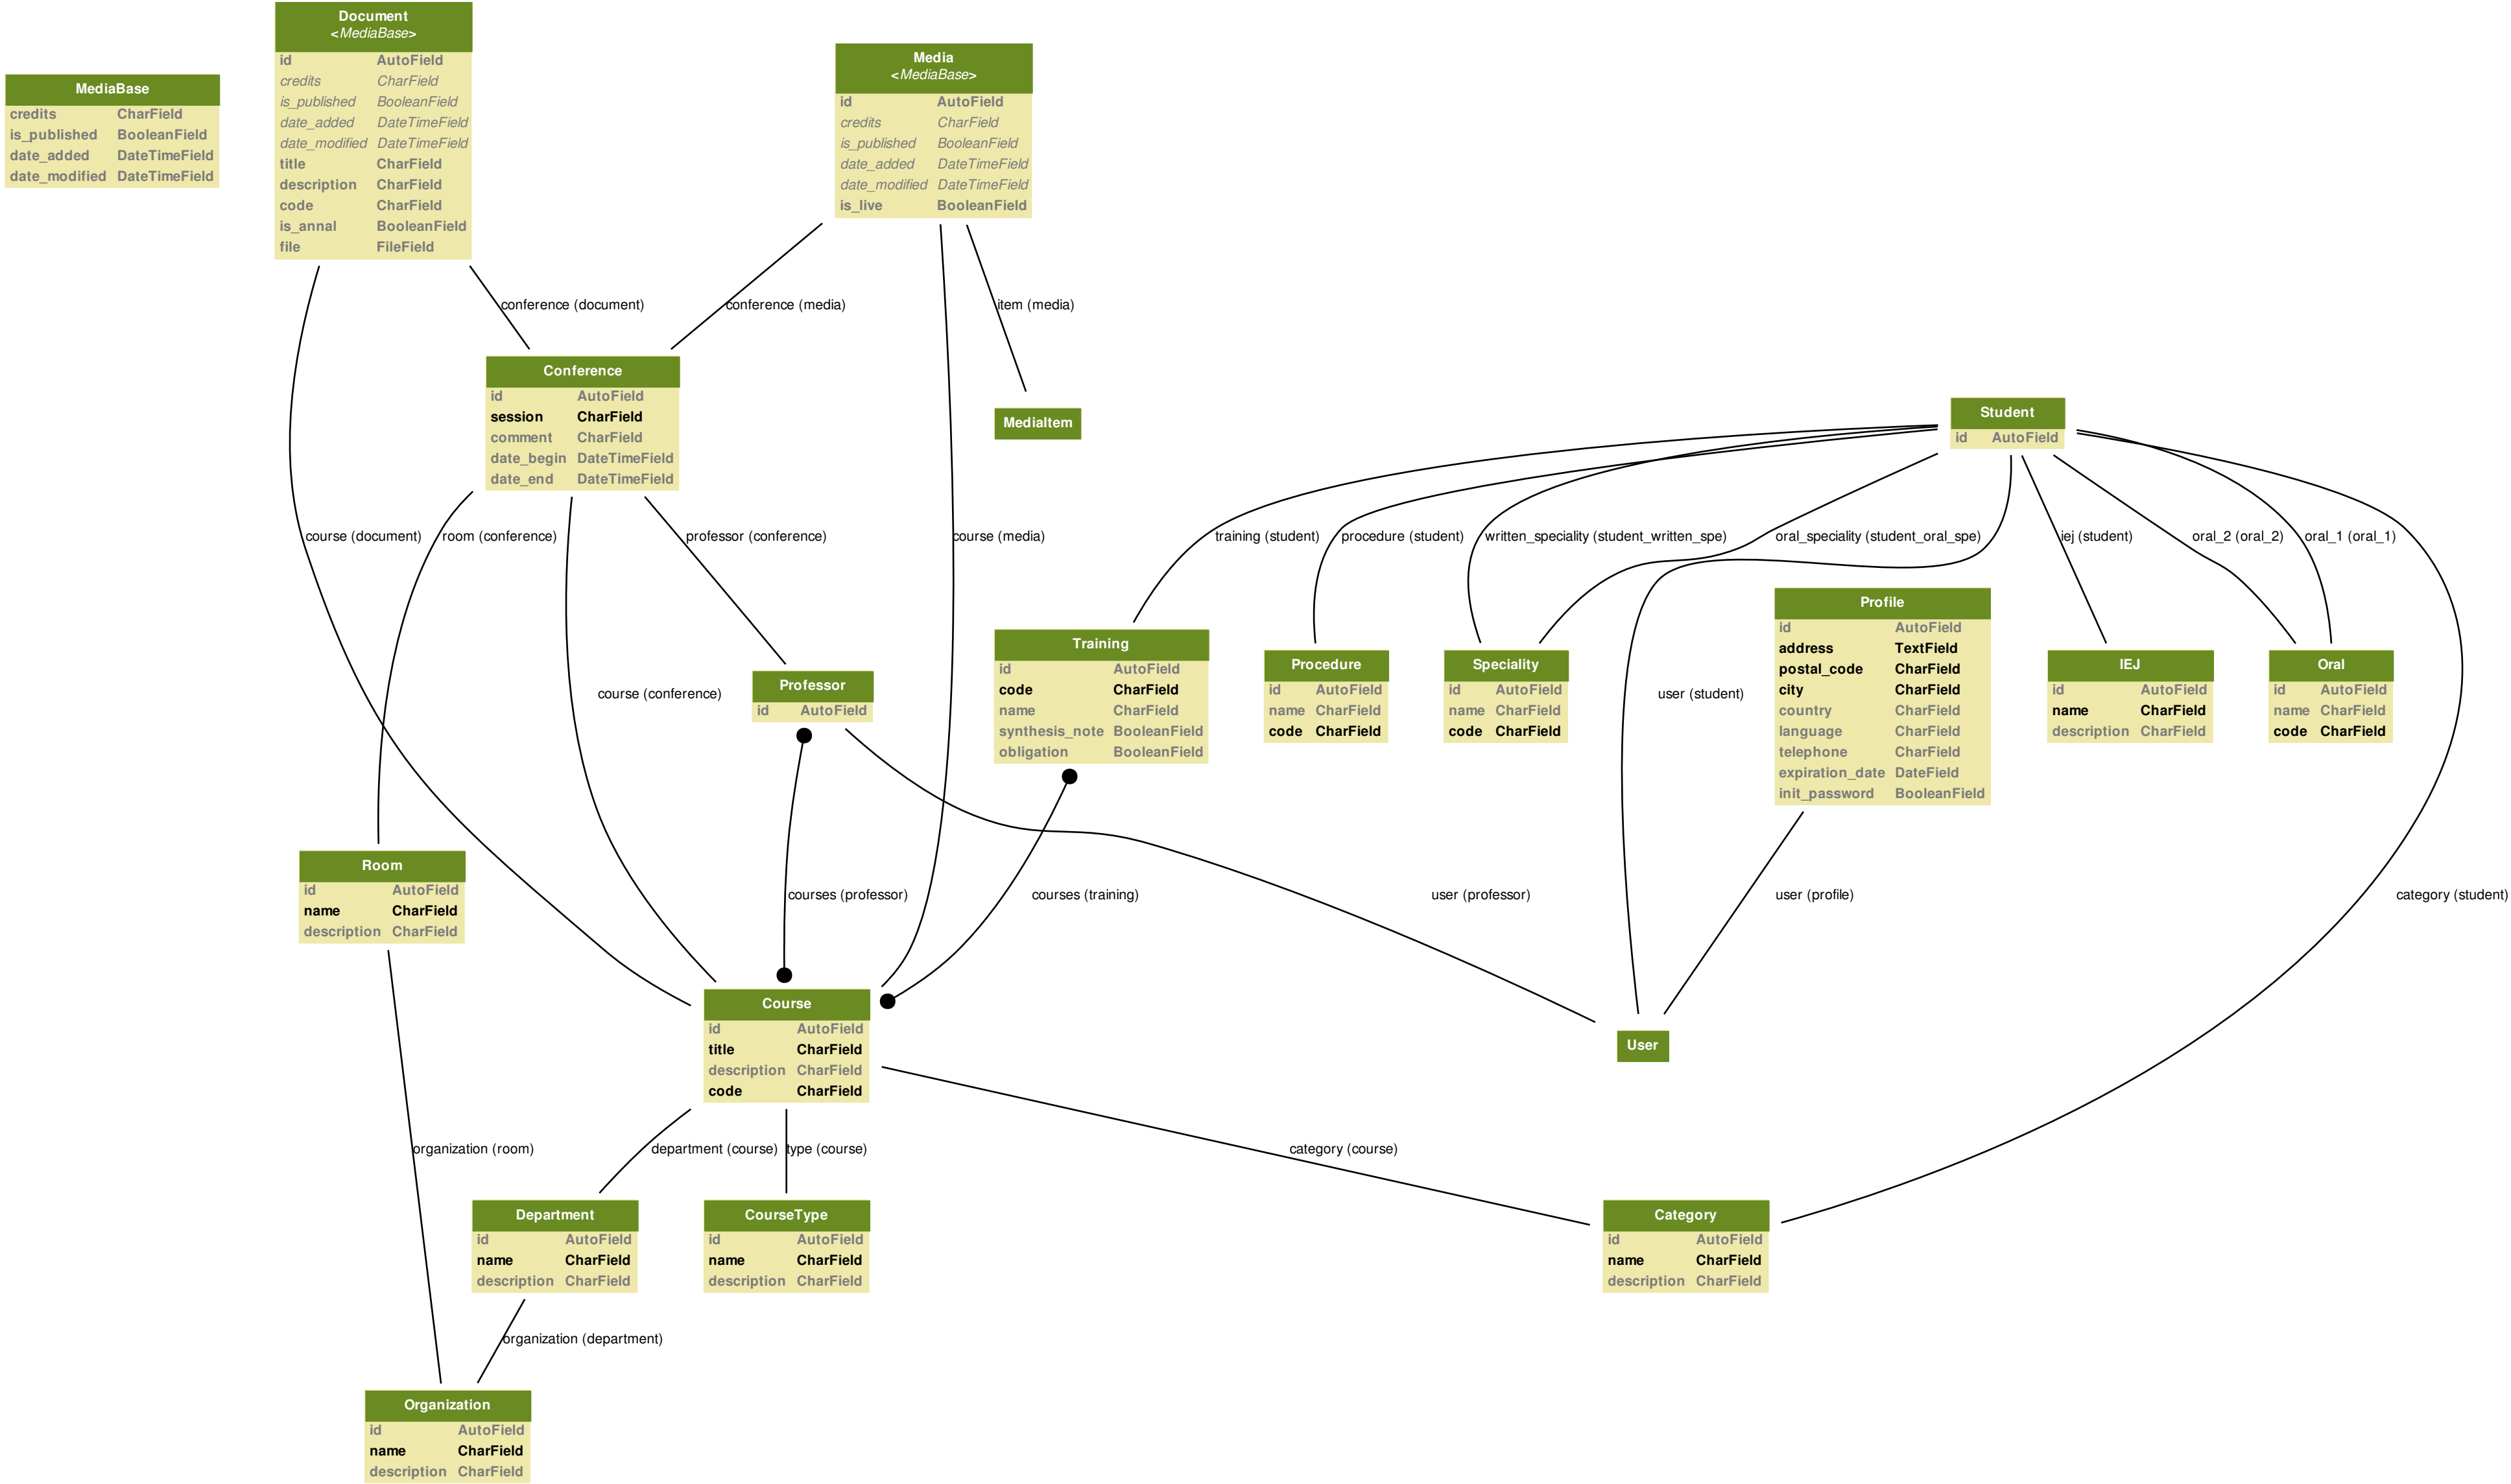 Document
<MediaBase>
id AutoField
credits CharField
is_published BooleanField
date_added DateTimeField
date_modified DateTimeField
title CharField
description CharField
code CharField
is_annal BooleanField
file FileField
Media
<MediaBase>
id AutoField
credits CharField
is_published BooleanField
date_added DateTimeField
date_modified DateTimeField
is_live BooleanField
MediaBase
credits CharField
is_published BooleanField
date_added DateTimeField
date_modified DateTimeField
conference (document)
conference (media)
item (media)
Conference
id AutoField
session CharField
comment CharField
date_begin DateTimeField
date_end DateTimeField
MediaItem
Student
id AutoField
course (document)
room (conference)
professor (conference)
course (media)
training (student)
procedure (student)
written_speciality (student_written_spe)
oral_speciality (student_oral_spe)
iej (student)
oral_2 (oral_2)
oral_1 (oral_1)
course (conference)
Professor
id AutoField
Training
id AutoField
code CharField
name CharField
synthesis_note BooleanField
obligation BooleanField
Procedure
id AutoField
name CharField
code CharField
Speciality
id AutoField
name CharField
code CharField
user (student)
Profile
id AutoField
address TextField
postal_code CharField
city CharField
country CharField
language CharField
telephone CharField
expiration_date DateField
init_password BooleanField
IEJ
id AutoField
name CharField
description CharField
Oral
id AutoField
name CharField
code CharField
Room
id AutoField
name CharField
description CharField
courses (professor)
courses (training)
user (professor)
user (profile)
category (student)
Course
id AutoField
title CharField
description CharField
code CharField
User
organization (room)
department (course)
type (course)
category (course)
Department
id AutoField
name CharField
description CharField
CourseType
id AutoField
name CharField
description CharField
Category
id AutoField
name CharField
description CharField
organization (department)
Organization
id AutoField
name CharField
description CharField